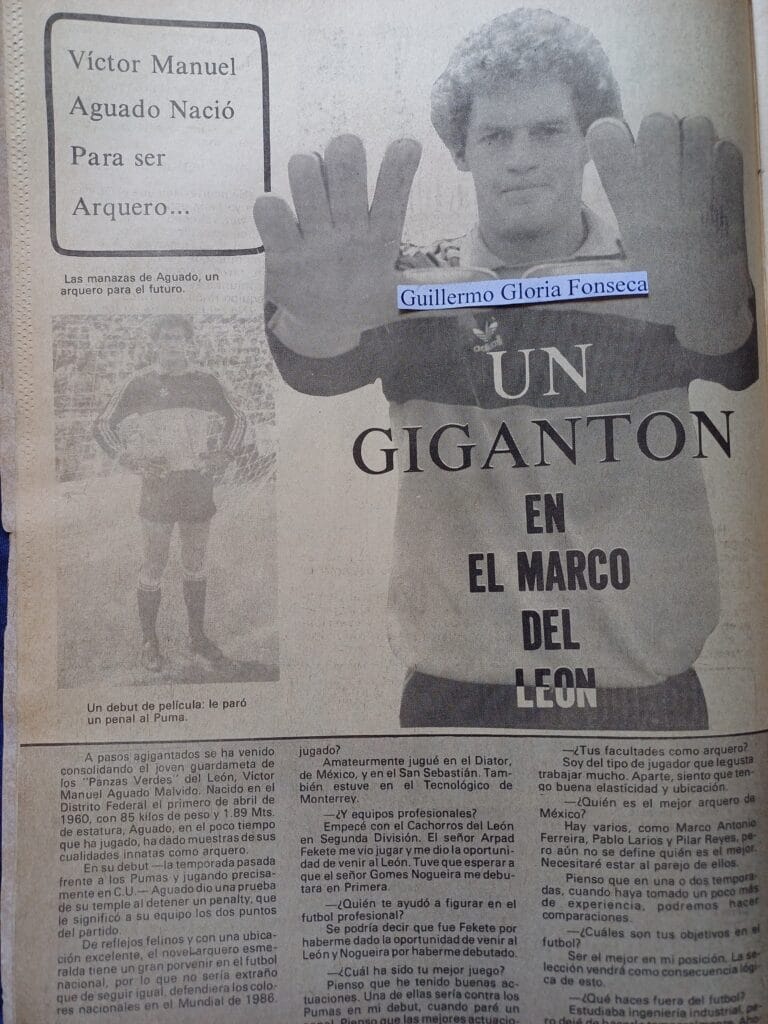 Víctor Manuel
Aguado Nació
Para ser
Arquero...
Las manazas de Aguado, un
arquero para el futuro.
Guillermo Gloria Fonseca
adidas
UN
GIGANTON
EN
EL MARCO
DEL
LEON
Un debut de película: le paró
un penal al Puma.
A pasos agigantados se ha venido
consolidando el joven guardameta de
los "Panzas Verdes" del León, Víctor
Manuel Aguado Malvido. Nacido en el
Distrito Federal el primero de abril de
1960, con 85 kilos de peso y 1.89 Mts.
de estatura, Aguado, en el poco tiempo
que ha jugado, ha dado muestras de sus
cualidades innatas como arquero.
En su debut —la temporada pasada
frente a los Pumas y jugando precisa-
mente en C.U.— Aguado dio una prueba
de su temple al detener un penalty, que
le significó a su equipo los dos puntos
del partido.
De reflejos felinos y con una ubica-
ción excelente, el novel arquero esme-
ralda tiene un gran porvenir en el futbol
nacional, por lo que no sería extraño
que de seguir igual, defendiera los colo-
res nacionales en el Mundial de 1986.
jugado?
Amateurmente jugué en el Diator,
de México, y en el San Sebastián. Tam-
bién estuve en el Tecnológico de
Monterrey.
—¿Y equipos profesionales?
Empecé con el Cachorros del León
en Segunda División. El señor Arpad
Fekete me vio jugar y me dio la oportuni-
dad de venir al León. Tuve que esperar a
que el señor Gomes Nogueira me debu-
tara en Primera.
—¿Quién te ayudó a figurar en el
futbol profesional?
Se podría decir que fue Fekete por
haberme dado la oportunidad de venir al
León y Nogueira por haberme debutado.
—¿Cuál ha sido tu mejor juego?
Pienso que he tenido buenas ac-
tuaciones. Una de ellas sería contra los
Pumas en mi debut, cuando paré un
penal. Pienso que las mejores actuacio-
—¿Tus facultades como arquero?
Soy del tipo de jugador que le gusta
trabajar mucho. Aparte, siento que ten-
go buena elasticidad y ubicación.
—¿Quién es el mejor arquero de
México?
Hay varios, como Marco Antonio
Ferreira, Pablo Larios y Pilar Reyes, pe-
ro aún no se define quién es el mejor.
Necesitaré estar al parejo de ellos.
Pienso que en una o dos tempora-
das, cuando haya tomado un poco más
de experiencia, podremos hacer
comparaciones.
—¿Cuáles son tus objetivos en el
futbol?
Ser el mejor en mi posición. La se-
lección vendrá como consecuencia lógi-
ca de esto.
—¿Qué haces fuera del futbol?
Estudiaba ingeniería industrial, pe-